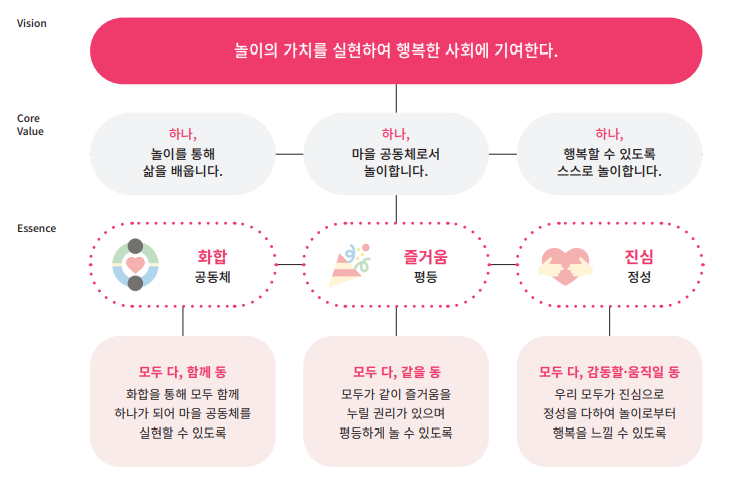 Vision
놀이의 가치를 실현하여 행복한 사회에 기여한다.
Core
Value
하나,
놀이를 통해
삶을 배웁니다.
하나,
마을 공동체로서
놀이합니다.
하나,
행복할 수 있도록
스스로 놀이합니다.
Essence
화합
공동체
즐거움
평등
진심
정성
모두 다, 함께 동
화합을 통해 모두 함께
하나가 되어 마을 공동체를
실현할 수 있도록
모두 다, 같을 동
모두가 같이 즐거움을
누릴 권리가 있으며
평등하게 놀 수 있도록
모두 다, 감동할·움직일 동
우리 모두가 진심으로
정성을 다하여 놀이로부터
행복을 느낄 수 있도록